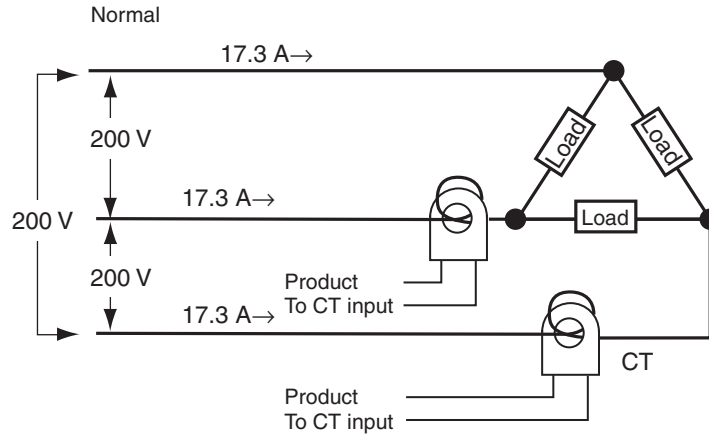 Normal
17.3 A→
200 V
Load
Load
17.3 A→
200 V
Load
200 V
Product
To CT input
17.3 A→
CT
Product
To CT input